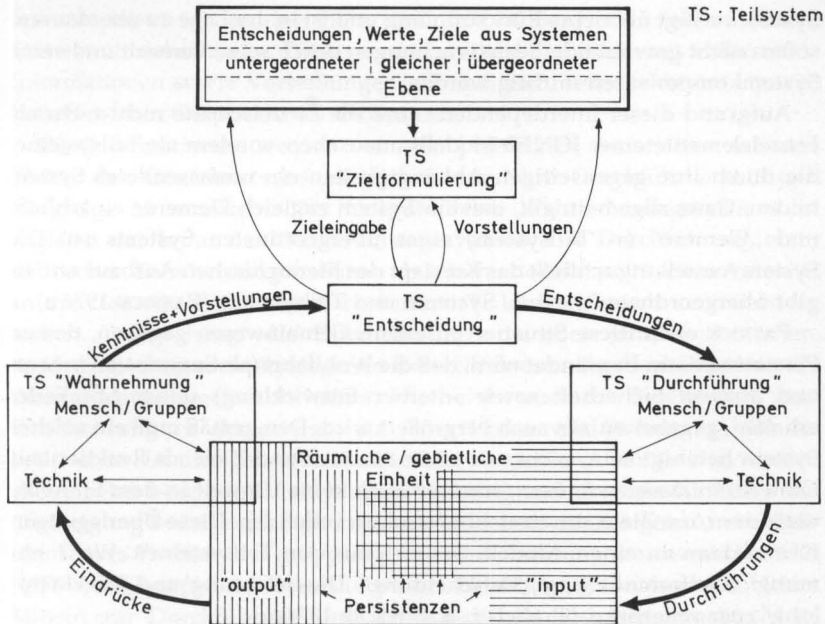 TS : Teilsystem
Entscheidungen, Werte, Ziele aus Systemen
untergeordneter gleicher übergeordneter
Ebene
TS
"Zielformulierung"
Zieleingabe
Vorstellungen
Kenntnisse+Vorstellungen
TS
"Entscheidung"
Entscheidungen
TS "Wahrnehmung"
Mensch/Gruppen
TS "Durchführung"
Mensch/Gruppen
Räumliche / gebietliche
Einheit
Technik
Technik
Eindrücke
"output"
Persistenzen
"input"
Durchführungen